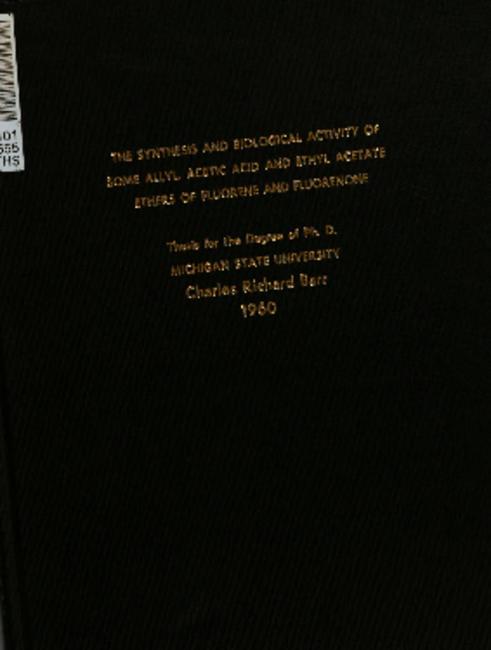 THE SYNTHESIS AND BIOLOGICAL ACTIVITY OF
SOME ALLYL, ACETIC ACID AND ETHYL ACETATE
ETHERS OF FLUORENE AND FLUORENONE
Thesis for the Degree of Ph. D.
MICHIGAN STATE UNIVERSITY
Charles Richard Barr
1960
THS